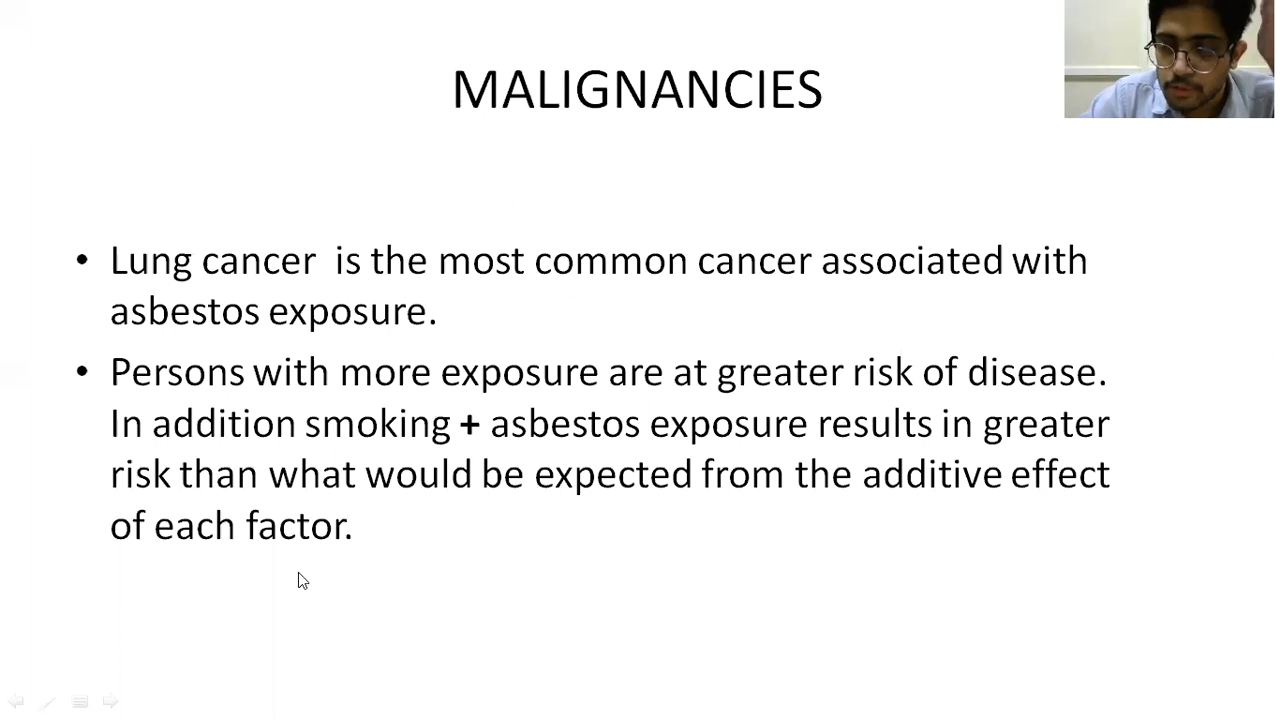 MALIGNANCIES
• Lung cancer is the most common cancer associated with
asbestos exposure.
• Persons with more exposure are at greater risk of disease.
In addition smoking + asbestos exposure results in greater
risk than what would be expected from the additive effect
of each factor.